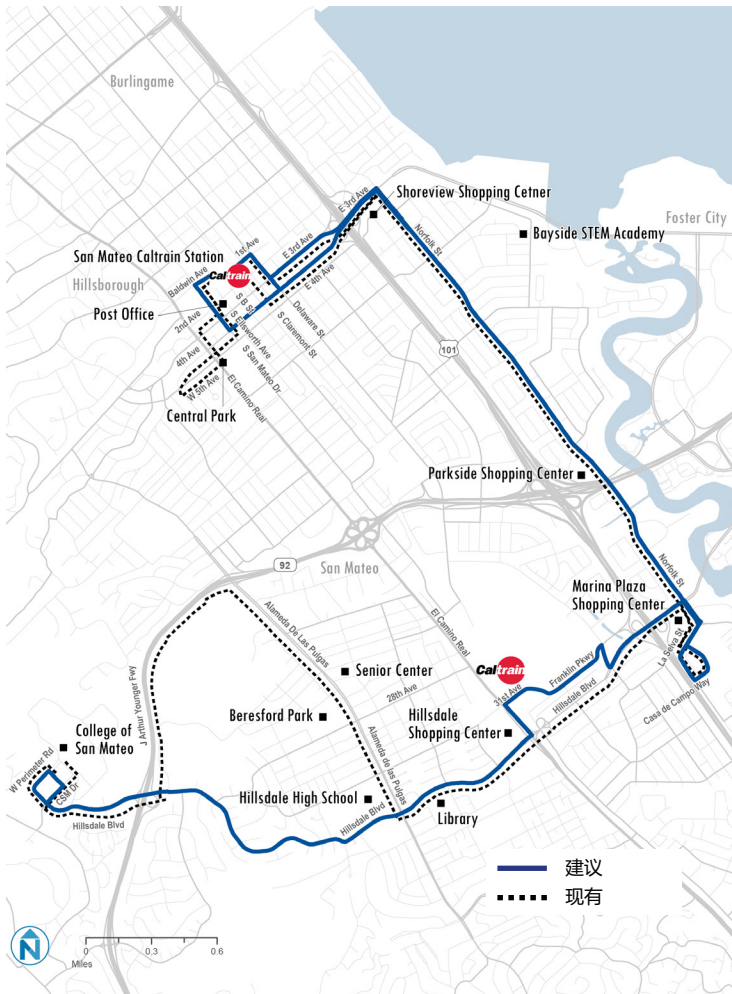 Burlingame
Shoreview Shopping Cetner
E 3rd Ave
Norfolk St
Foster City
Bayside STEM Academy
San Mateo Caltrain Station
1st Ave
E 3rd Ave
Baldwin Ave
Caltrain
E 4th Ave
Hillsborough
Post Office
S B St
2nd Ave
S Ellsworth Ave
Delaware St
S Claremont St
4th Ave
S San Mateo Dr
W 5th Ave
El Camino Real
Central Park
101
Parkside Shopping Center
92
San Mateo
Norfolk St
Marina Plaza
Shopping Center
Alameda De Las Pulgas
El Camino Real
La Selva St
Caltrain
Franklin Pkwy
Senior Center
28th Ave
31st Ave
Hillsdale Blvd
Casa de Campo Way
J Arthur Younger Fwy
Beresford Park
Hillsdale
Shopping Center
College of
San Mateo
Alameda de las Pulgas
W Perimeter Rd
CSM Dr
Hillsdale High School
Hillsdale Blvd
Library
Hillsdale Blvd
建议
现有
N
0
0.3
0.6
Miles